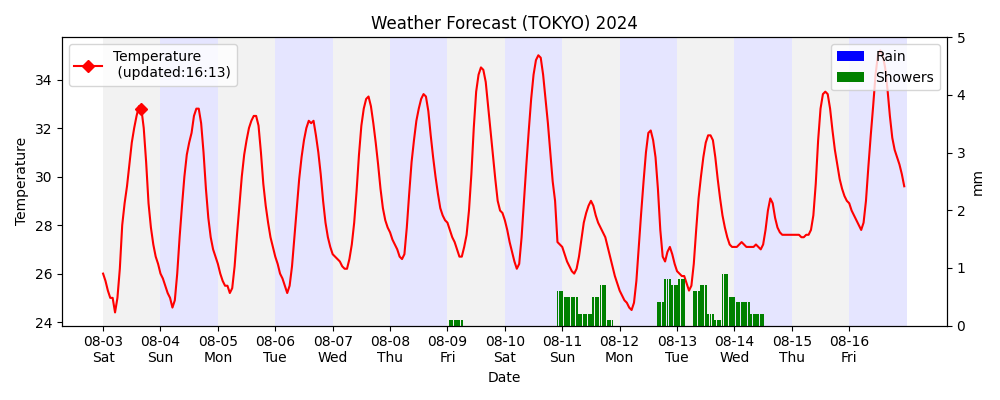 Weather Forecast (TOKYO) 2024
Temperature
(updated:16:13)
Rain
Showers
Temperature
34
32
30
28
26
24
5
4
3
2
1
0
mm
08-03 08-04 08-05 08-06 08-07 08-08 08-09 08-10 08-11 08-12 08-13 08-14 08-15 08-16
Sat Sun Mon Tue Wed Thu Fri Sat Sun Mon Tue Wed Thu Fri
Date